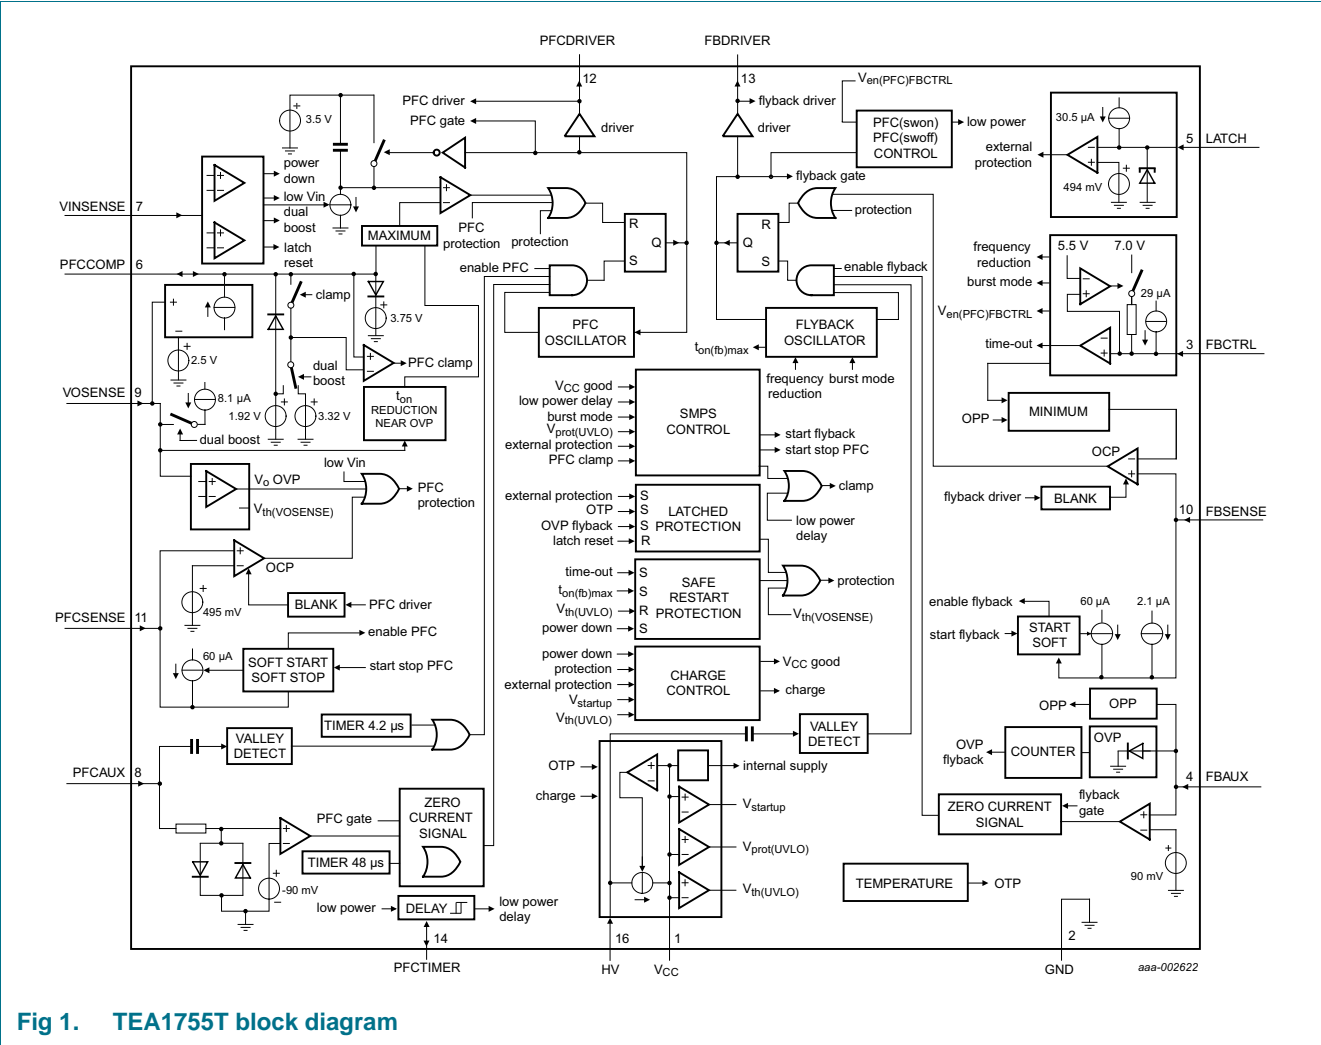 PFCDRIVER
FBDRIVER
12
13
PFC driver
PFC gate
driver
flyback driver
driver
Ven(PFC)FBCTRL
PFC(swon)
PFC(swoff)
CONTROL
low power
flyback gate
30.5 µA
5
LATCH
external
protection
494 mV
3.5 V
power
down
low Vin
dual
boost
latch
reset
VINSENSE
7
PFCCOMP
6
MAXIMUM
PFC
protection
protection
enable PFC
R
Q
S
R
Q
S
protection
enable flyback
5.5 V
7.0 V
frequency
reduction
burst mode
29 µA
Ven(PFC)FBCTRL
time-out
3
FBCTRL
clamp
3.75 V
2.5 V
PFC
OSCILLATOR
FLYBACK
OSCILLATOR
ton(fb)max
frequency
reduction
burst mode
PFC clamp
dual
boost
VOSENSE
9
8.1 µA
1.92 V
3.32 V
dual boost
ton
REDUCTION
NEAR OVP
VCC good
low power delay
burst mode
Vprot(UVLO)
external protection
PFC clamp
SMPS
CONTROL
start flyback
start stop PFC
clamp
low power
delay
OPP
MINIMUM
OCP
flyback driver
BLANK
10
FBSENSE
low Vin
Vo OVP
Vth(VOSENSE)
PFC
protection
external protection
OTP
OVP flyback
latch reset
S
S
S
R
LATCHED
PROTECTION
OCP
495 mV
BLANK
PFC driver
PFCSENSE
11
enable PFC
60 µA
SOFT START
SOFT STOP
start stop PFC
time-out
ton(fb)max
Vth(UVLO)
power down
S
S
R
S
SAFE
RESTART
PROTECTION
protection
Vth(VOSENSE)
enable flyback
start flyback
START
SOFT
60 µA
2.1 µA
power down
protection
external protection
Vstartup
Vth(UVLO)
CHARGE
CONTROL
VCC good
charge
TIMER 4.2 µs
VALLEY
DETECT
VALLEY
DETECT
OPP
OPP
OVP
flyback
COUNTER
OVP
PFCAUX
8
4
FBAUX
OTP
charge
internal supply
Vstartup
Vprot(UVLO)
Vth(UVLO)
PFC gate
ZERO
CURRENT
SIGNAL
TIMER 48 µs
-90 mV
flyback
gate
ZERO CURRENT
SIGNAL
90 mV
TEMPERATURE
OTP
low power
DELAY
low power
delay
14
PFCTIMER
16
HV
1
VCC
2
GND
aaa-002622
Fig 1. TEA1755T block diagram